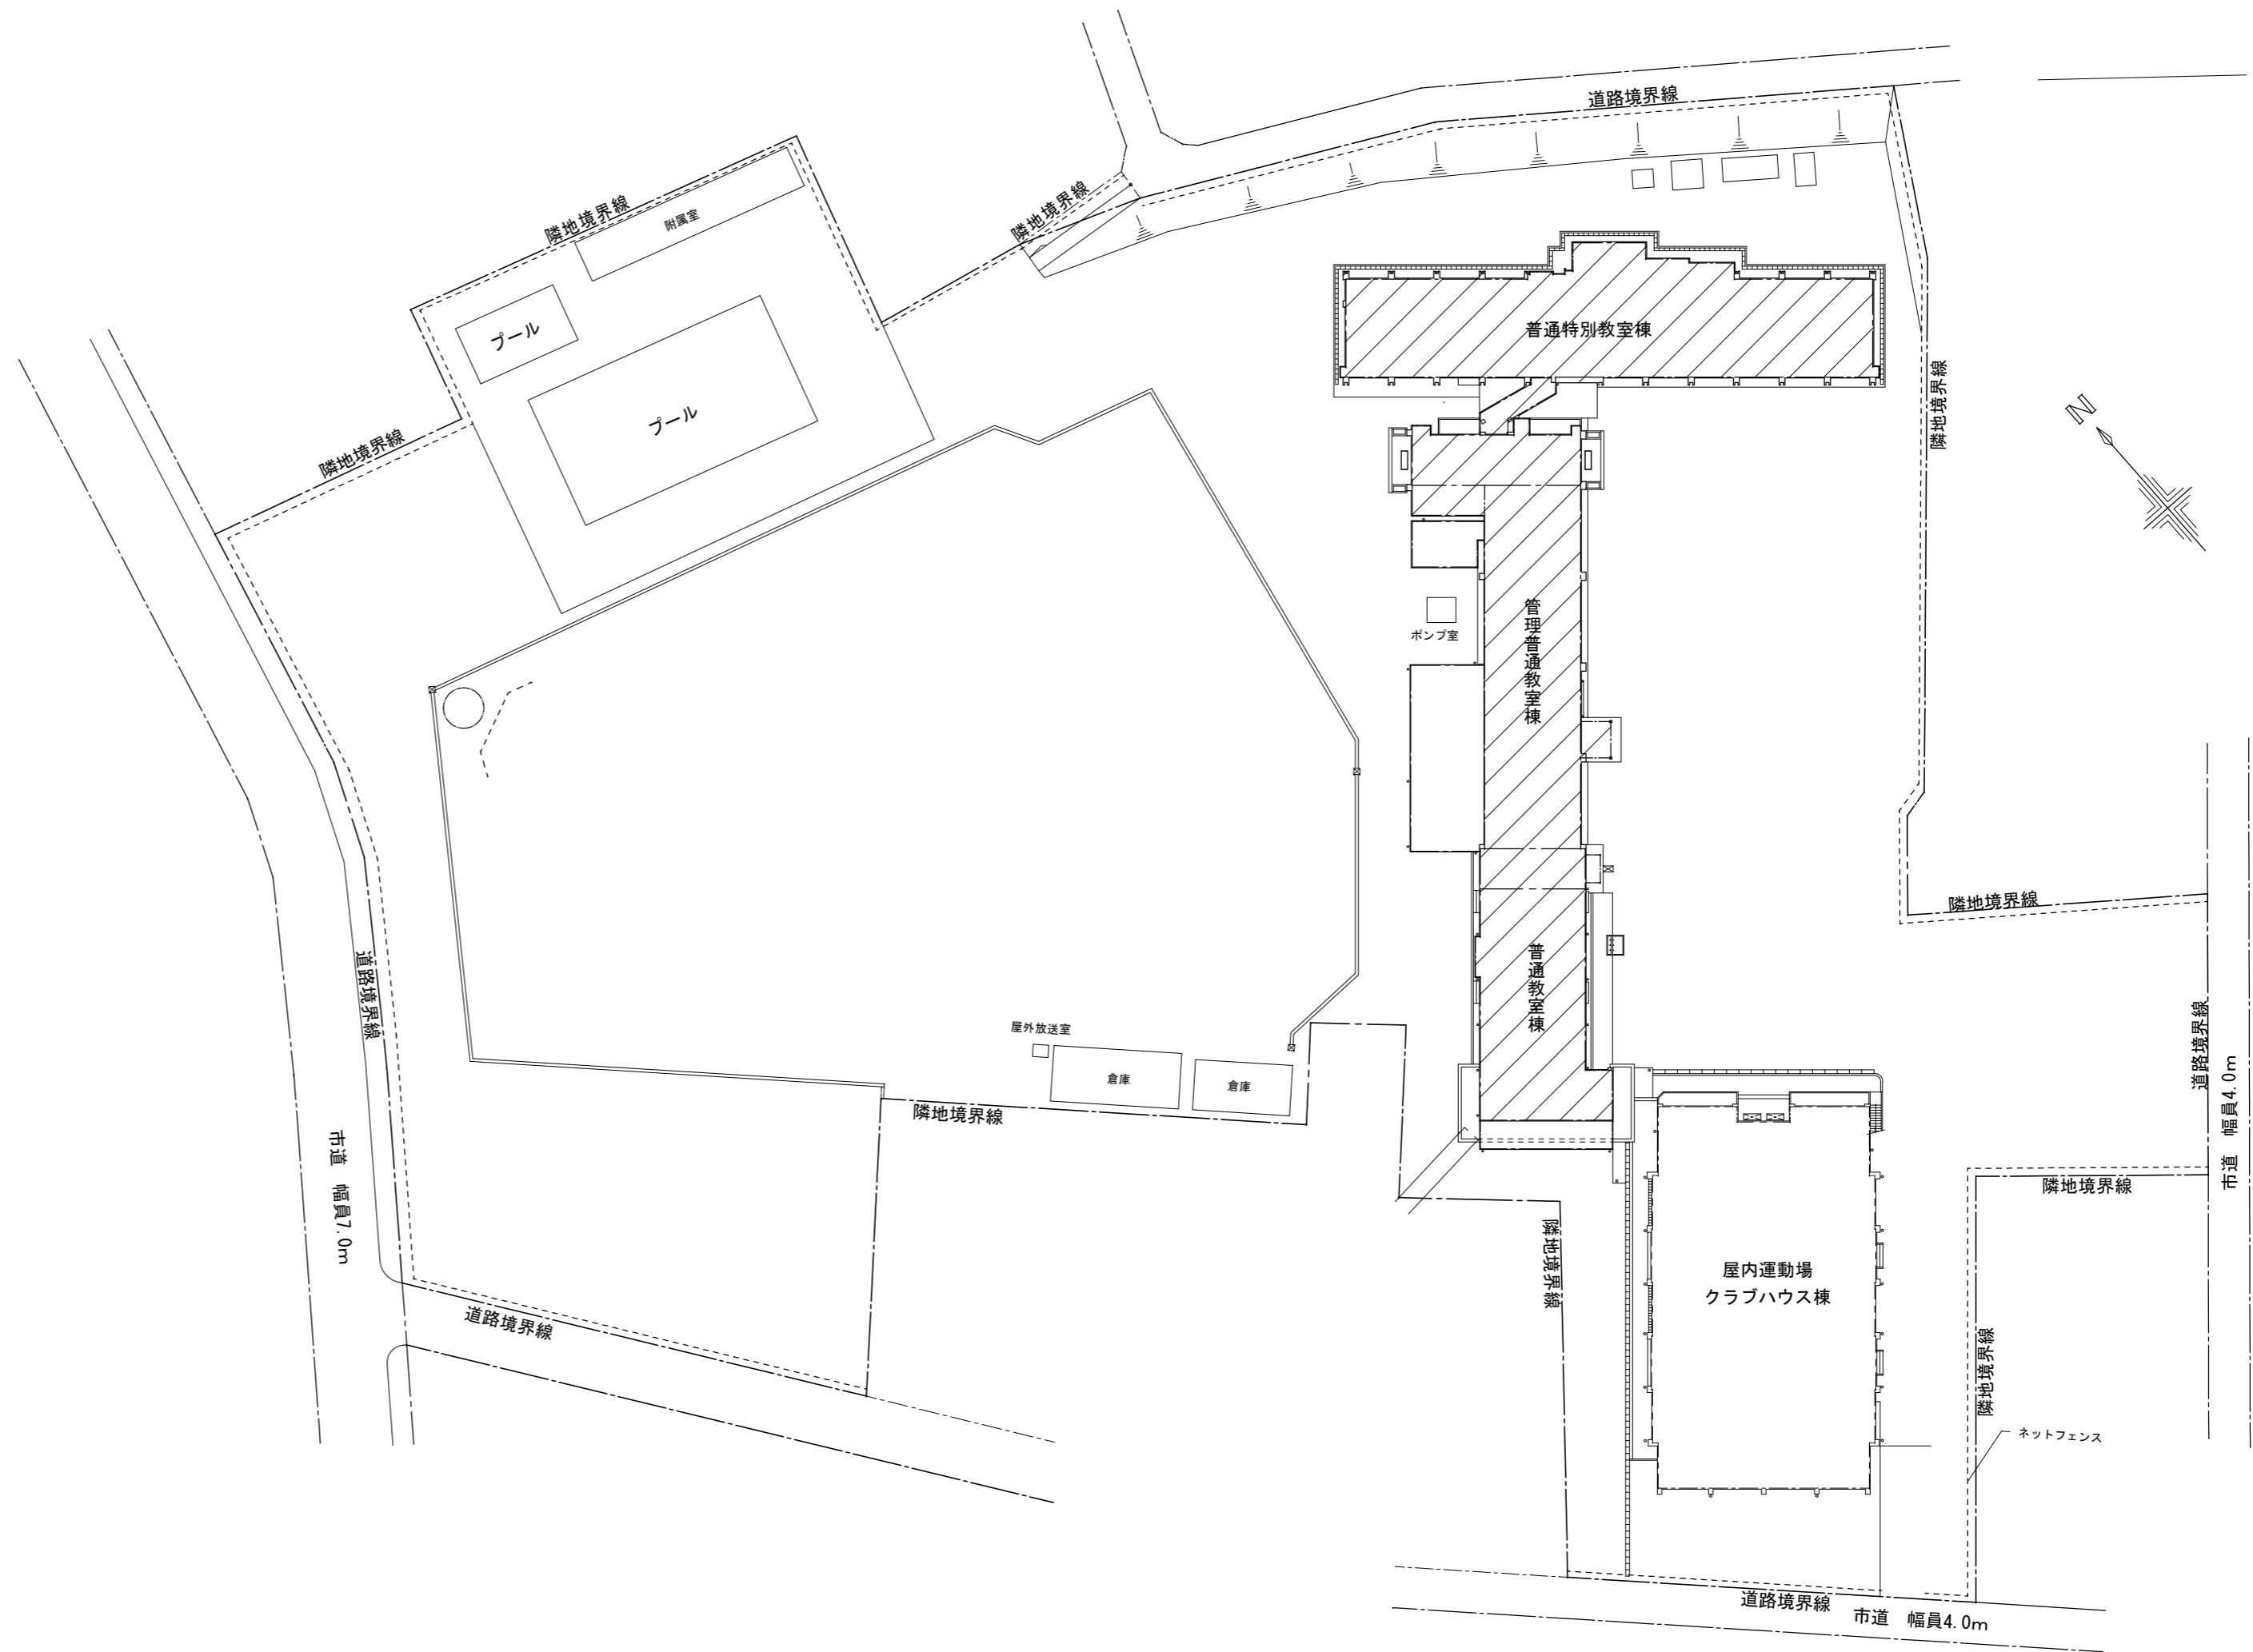 道路境界線
隣地境界線
隣地境界線
附属室
プール
プール
隣地境界線
普通特別教室棟
隣地境界線
N
管理普通教室棟
ポンプ室
隣地境界線
普通教室棟
道路境界線
屋外放送室
倉庫
倉庫
隣地境界線
道路境界線
市道 幅員4.0m
市道 幅員7.0m
隣地境界線
隣地境界線
屋内運動場
クラブハウス棟
道路境界線
隣地境界線
ネットフェンス
道路境界線
市道 幅員4.0m